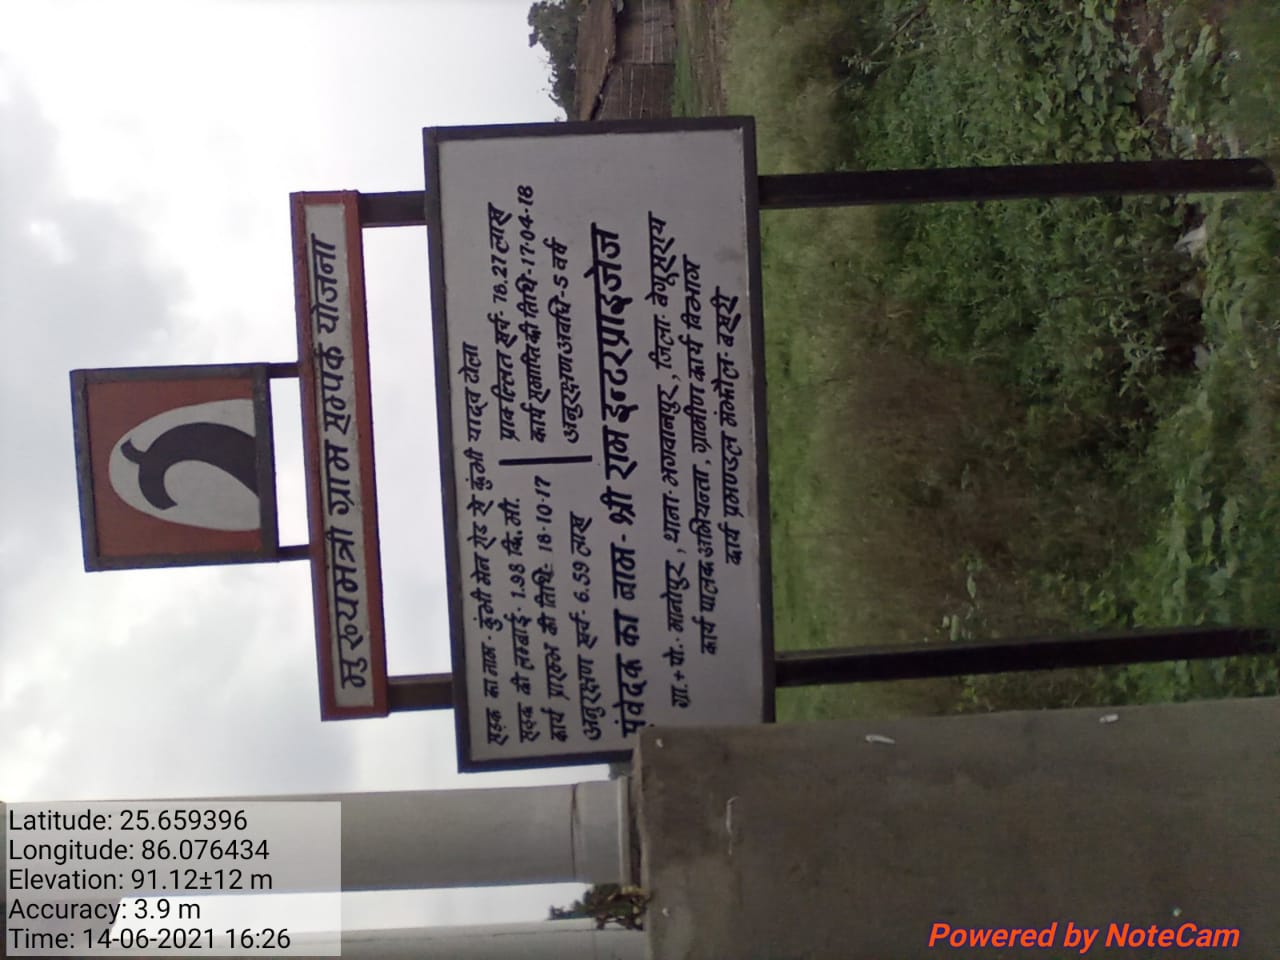 मुख्यमंत्री ग्राम सम्पर्क योजना
सड़क का नाम - कुंभी मेन रोड से कुंभी यादव टोला
सड़क की लम्बाई - 1.98 कि.मी.
प्राक्कलित खर्च - 76.27 लाख
कार्य प्रारम्भ की तिथि - 18-10-17
कार्य समाप्ति की तिथि - 17-04-18
अनुरक्षण खर्च - 6.59 लाख
अनुरक्षण अवधि - 5 वर्ष
संवेदक का नाम - श्री राम इन्टरप्राइजेज
ग्रा.+पो.- मानोपुर, थाना- भगवानपुर, जिला- बेगूसराय
कार्यपालक अभियन्ता, ग्रामीण कार्य विभाग
कार्य प्रमण्डल मंझौल-बखरी
Latitude: 25.659396
Longitude: 86.076434
Elevation: 91.12±12 m
Accuracy: 3.9 m
Time: 14-06-2021 16:26
Powered by NoteCam